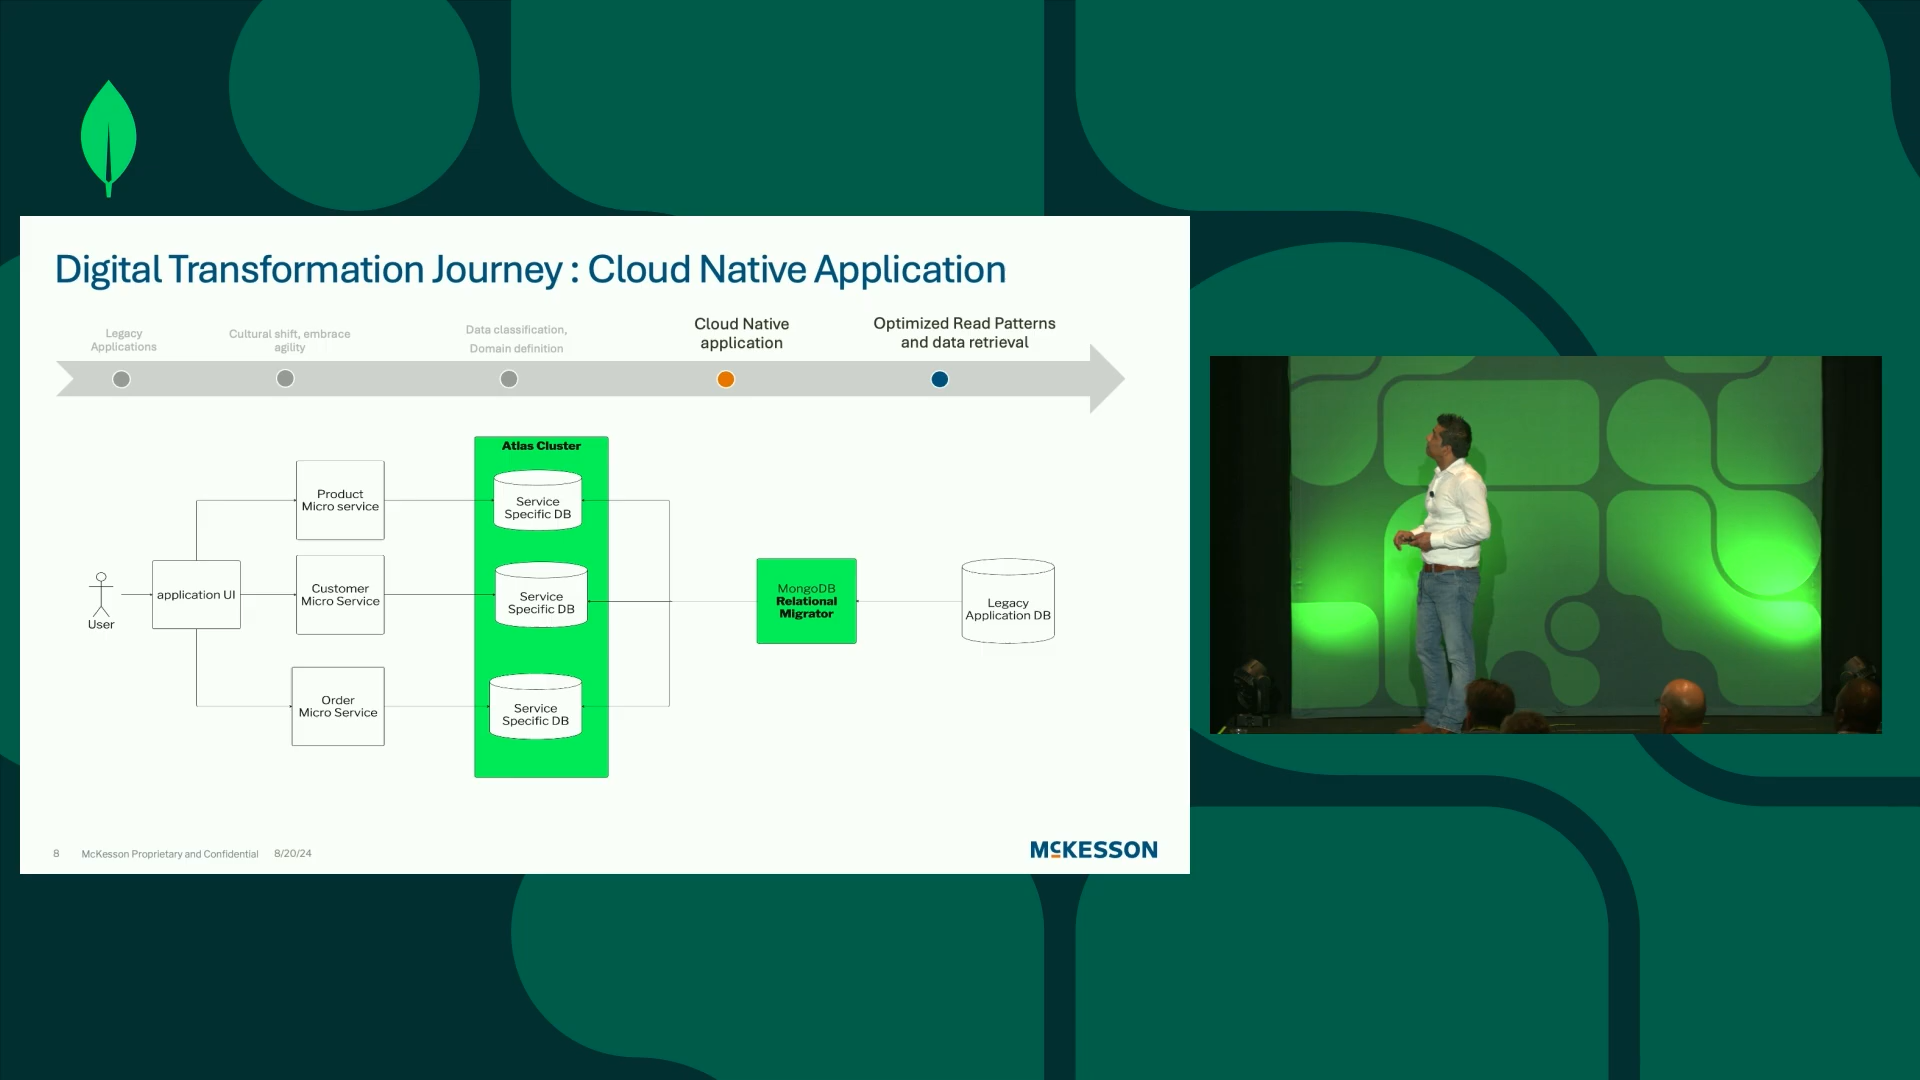 Digital Transformation Journey : Cloud Native Application
Legacy
Applications
Cultural shift, embrace
agility
Data classification,
Domain definition
Cloud Native
application
Optimized Read Patterns
and data retrieval
Atlas Cluster
Product
Micro service
Service
Specific DB
User
application UI
Customer
Micro Service
Service
Specific DB
MongoDB
Relational
Migrator
Legacy
Application DB
Order
Micro Service
Service
Specific DB
8
McKesson Proprietary and Confidential
8/20/24
McKESSON